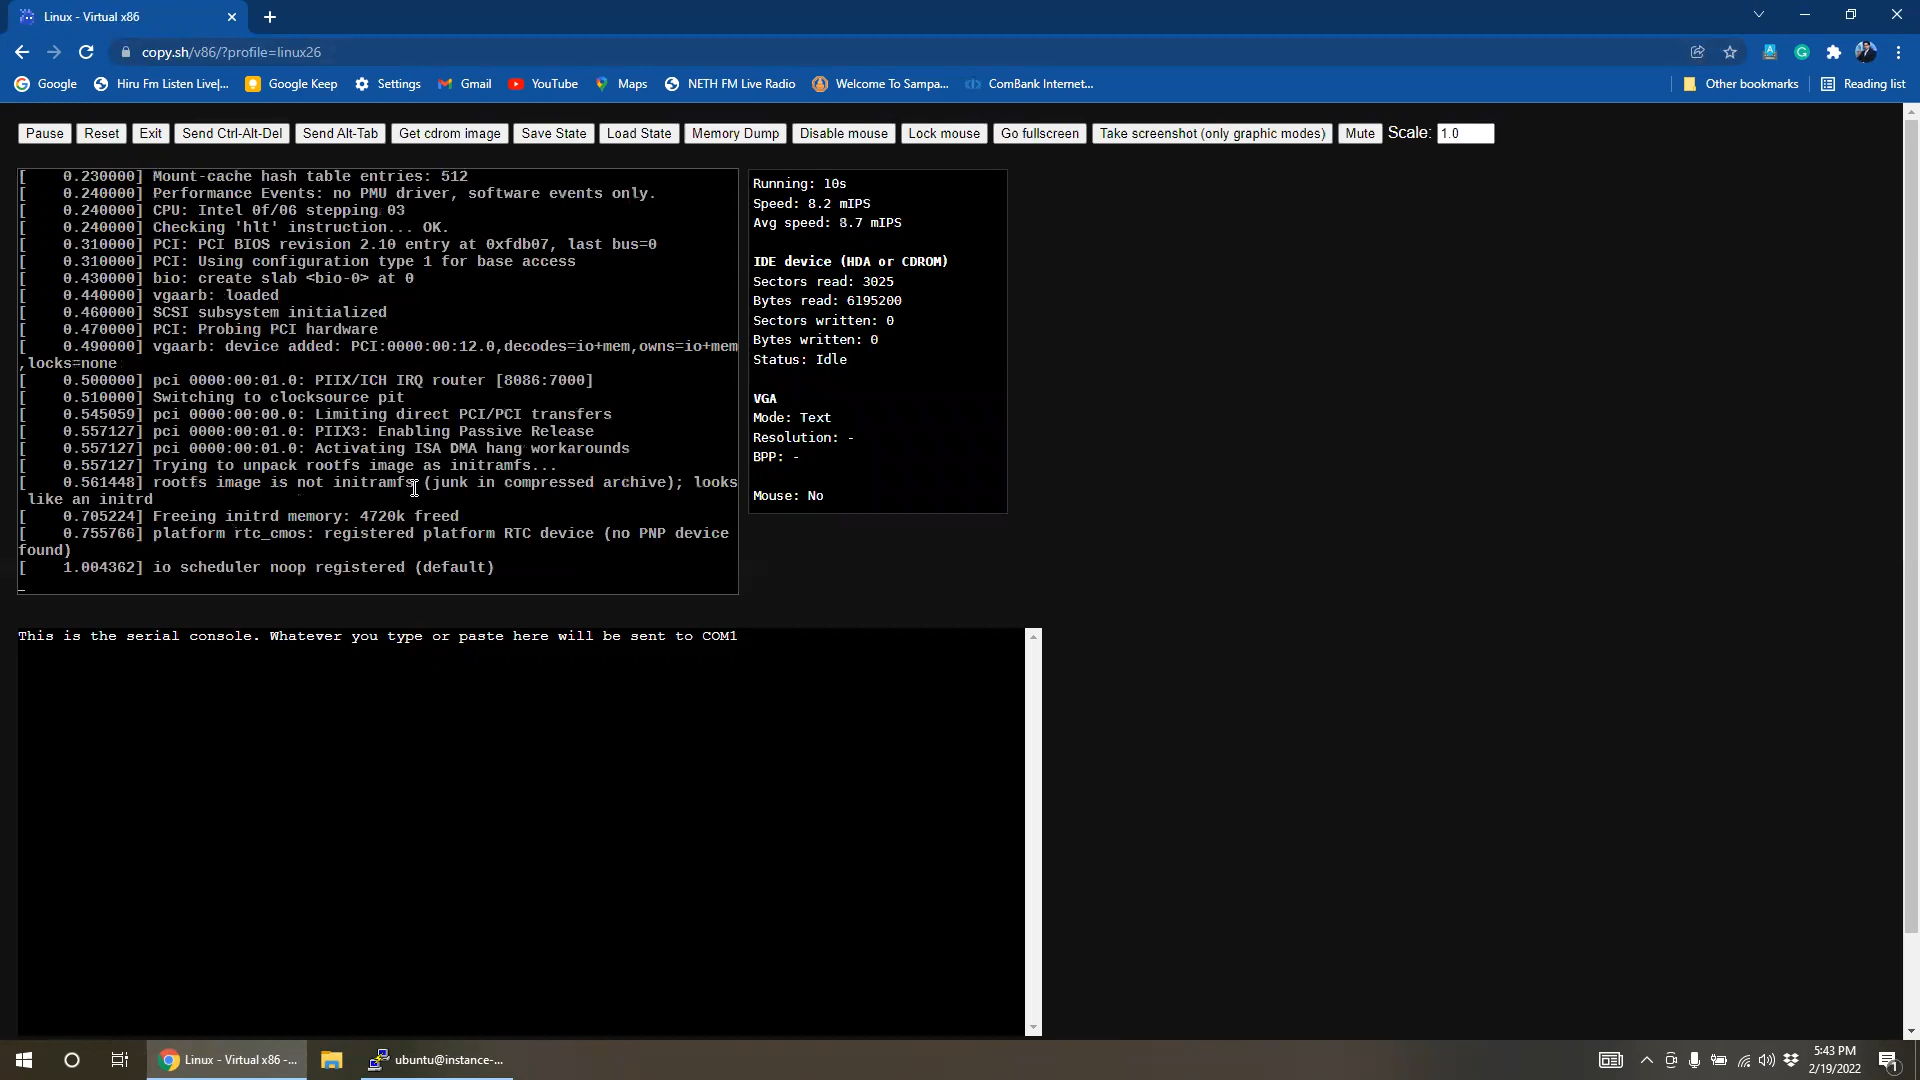 Linux - Virtual x86
copy.sh/v86/?profile=linux26
Google
Hiru Fm Listen Live|...
Google Keep
Settings
Gmail
YouTube
Maps
NETH FM Live Radio
Welcome To Sampa...
ComBank Internet...
Other bookmarks
Reading list
Pause Reset Exit Send Ctrl-Alt-Del Send Alt-Tab Get cdrom image Save State Load State Memory Dump Disable mouse Lock mouse Go fullscreen Take screenshot (only graphic modes) Mute Scale: 1.0
[    0.230000] Mount-cache hash table entries: 512
[    0.240000] Performance Events: no PMU driver, software events only.
[    0.240000] CPU: Intel 0f/06 stepping 03
[    0.240000] Checking 'hlt' instruction... OK.
[    0.310000] PCI: PCI BIOS revision 2.10 entry at 0xfdb07, last bus=0
[    0.310000] PCI: Using configuration type 1 for base access
[    0.430000] bio: create slab <bio-0> at 0
[    0.440000] vgaarb: loaded
[    0.460000] SCSI subsystem initialized
[    0.470000] PCI: Probing PCI hardware
[    0.490000] vgaarb: device added: PCI:0000:00:12.0,decodes=io+mem,owns=io+mem
,locks=none
[    0.500000] pci 0000:00:01.0: PIIX/ICH IRQ router [8086:7000]
[    0.510000] Switching to clocksource pit
[    0.545059] pci 0000:00:00.0: Limiting direct PCI/PCI transfers
[    0.557127] pci 0000:00:01.0: PIIX3: Enabling Passive Release
[    0.557127] pci 0000:00:01.0: Activating ISA DMA hang workarounds
[    0.557127] Trying to unpack rootfs image as initramfs...
[    0.561448] rootfs image is not initramfs (junk in compressed archive); looks
 like an initrd
[    0.705224] Freeing initrd memory: 4720k freed
[    0.755766] platform rtc_cmos: registered platform RTC device (no PNP device
found)
[    1.004362] io scheduler noop registered (default)
_
Running: 10s
Speed: 8.2 mIPS
Avg speed: 8.7 mIPS
IDE device (HDA or CDROM)
Sectors read: 3025
Bytes read: 6195200
Sectors written: 0
Bytes written: 0
Status: Idle
VGA
Mode: Text
Resolution: -
BPP: -
Mouse: No
This is the serial console. Whatever you type or paste here will be sent to COM1
Linux - Virtual x86 -...
ubuntu@instance-...
5:43 PM
2/19/2022
1